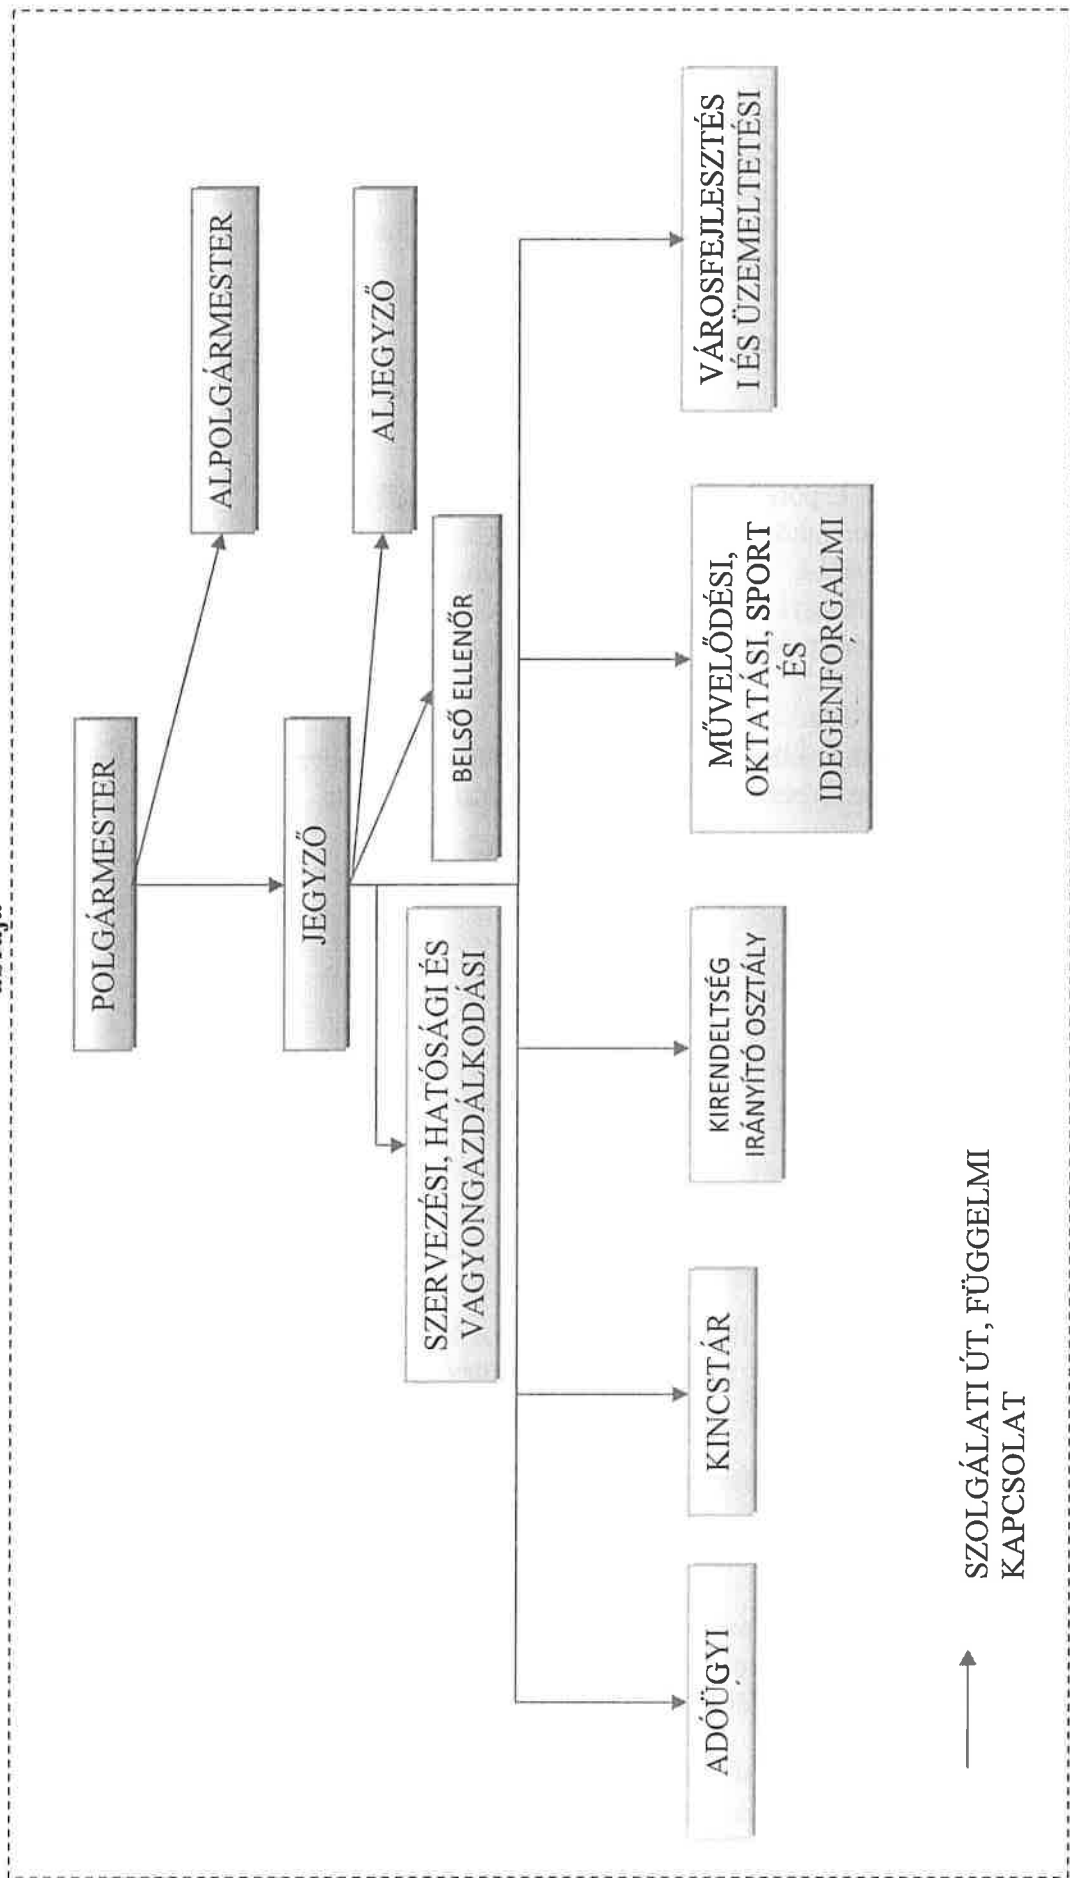 POLGÁRMESTER
ALPOLGÁRMESTER
JEGYZŐ
ALJEGYZŐ
BELSŐ ELLENŐR
SZERVEZÉSI, HATÓSÁGI ÉS
VAGYONGAZDÁLKODÁSI
ADÓÜGYI
KINCSTÁR
KIRENDELTSÉG
IRÁNYÍTÓ OSZTÁLY
MŰVELŐDÉSI,
OKTATÁSI, SPORT
ÉS
IDEGENFORGALMI
VÁROSFEJLESZTÉS
I ÉS ÜZEMELTETÉSI
SZOLGÁLATI ÚT, FÜGGELMI
KAPCSOLAT